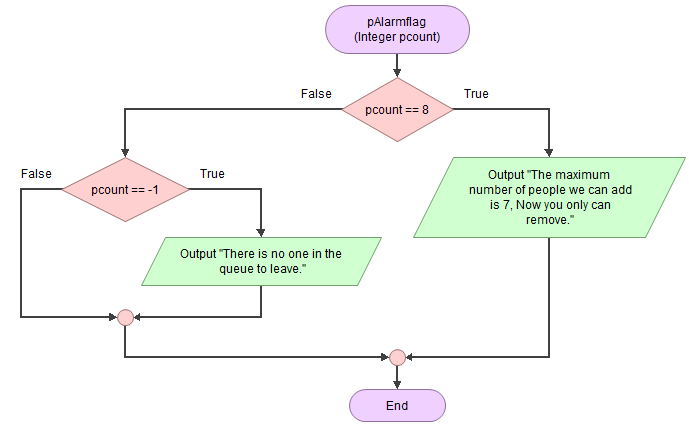 pAlarmflag
(Integer pcount)
False
True
pcount == 8
False
True
pcount == -1
Output "The maximum
number of people we can add
is 7, Now you only can
remove."
Output "There is no one in the
queue to leave."
End